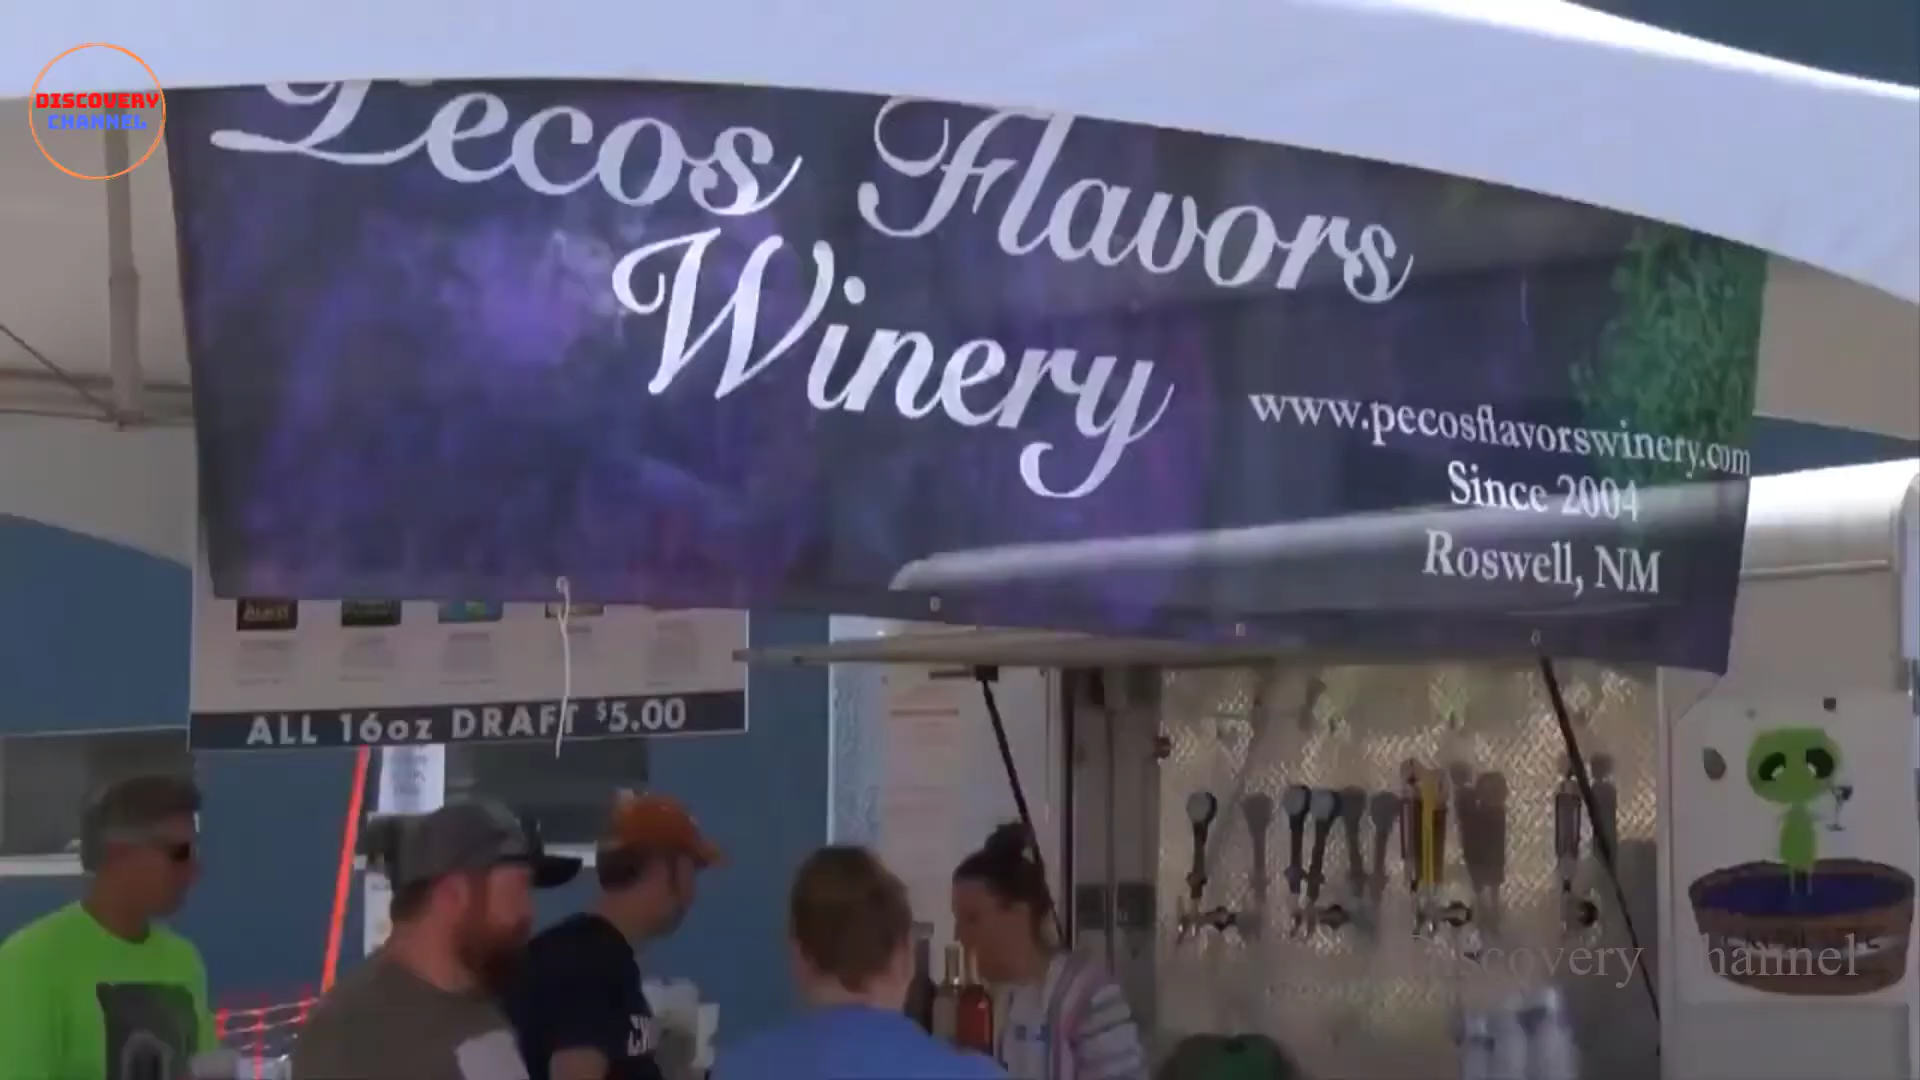 DISCOVERY
CHANNEL
Pecos Flavors
Winery
www.pecosflavorswinery.com
Since 2004
Roswell, NM
ALL 16oz DRAFT $5.00
Discovery Channel